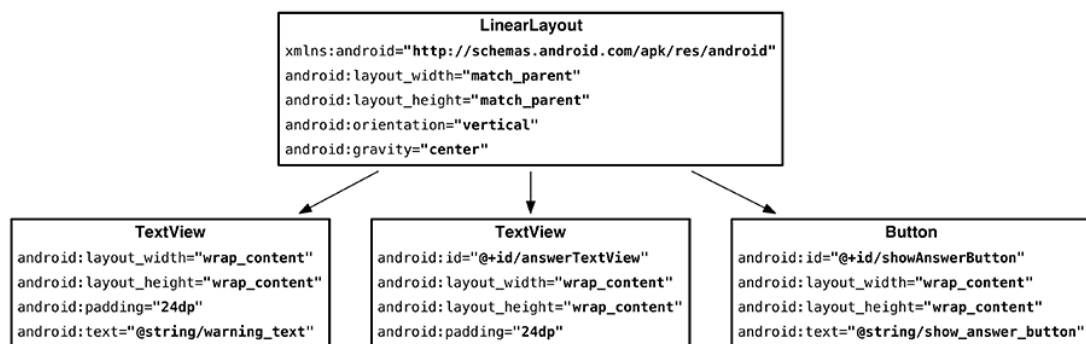 LinearLayout
xmlns:android="http://schemas.android.com/apk/res/android"
android:layout_width="match_parent"
android:layout_height="match_parent"
android:orientation="vertical"
android:gravity="center"
TextView
android:layout_width="wrap_content"
android:layout_height="wrap_content"
android:padding="24dp"
android:text="@string/warning_text"
TextView
android:id="@+id/answerTextView"
android:layout_width="wrap_content"
android:layout_height="wrap_content"
android:padding="24dp"
Button
android:id="@+id/showAnswerButton"
android:layout_width="wrap_content"
android:layout_height="wrap_content"
android:text="@string/show_answer_button"